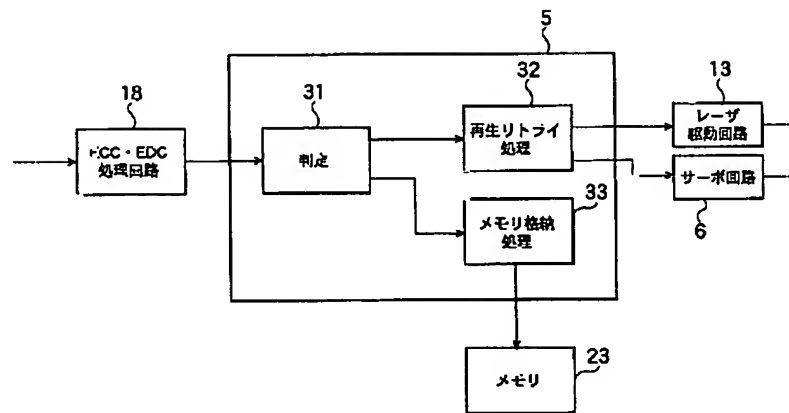 5
18
31
32
13
ECC・EDC
処理回路
判定
再生リトライ
処理
レーザ
駆動回路
サーボ回路
6
33
メモリ格納
処理
メモリ
23